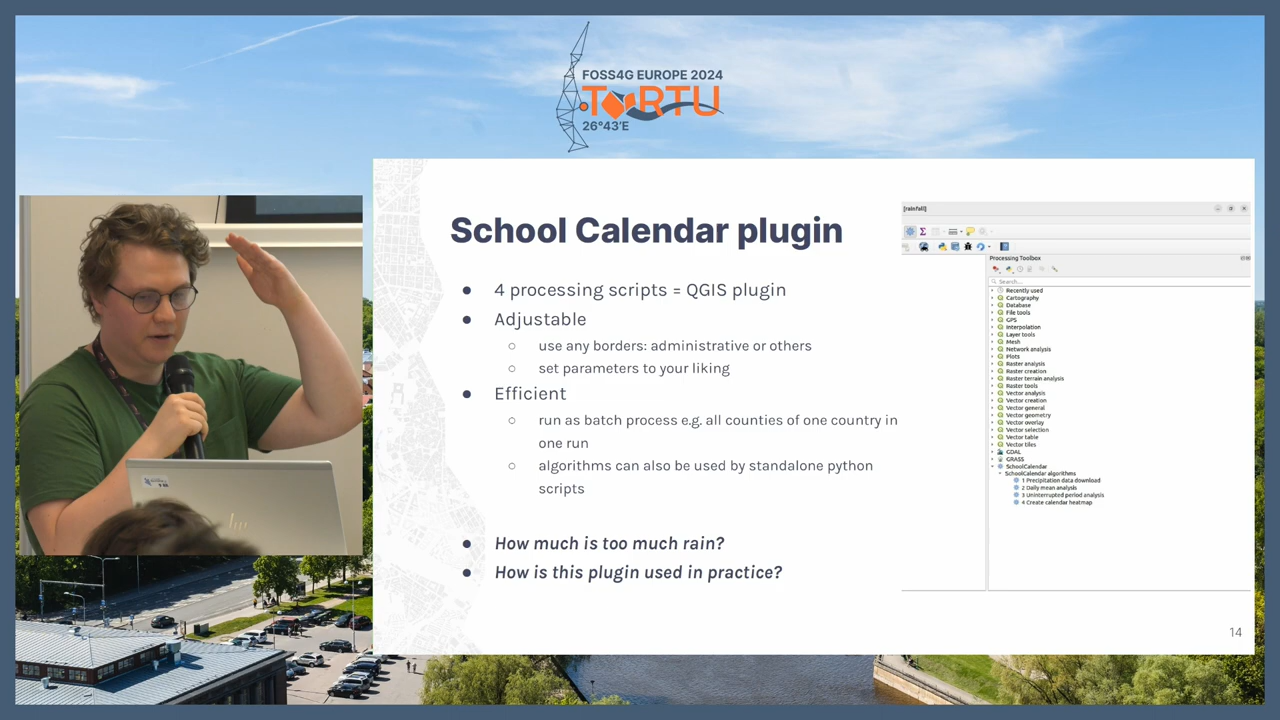 FOSS4G EUROPE 2024
TARTU
26°43'E
School Calendar plugin
● 4 processing scripts = QGIS plugin
● Adjustable
○ use any borders: administrative or others
○ set parameters to your liking
● Efficient
○ run as batch process e.g. all counties of one country in
one run
○ algorithms can also be used by standalone python
scripts
● How much is too much rain?
● How is this plugin used in practice?
14
[rainfall]
Processing Toolbox
Search...
Recently used
Cartography
Database
File tools
GPS
Interpolation
Layer tools
Mesh
Network analysis
Plots
Raster analysis
Raster creation
Raster terrain analysis
Raster tools
Vector analysis
Vector creation
Vector general
Vector geometry
Vector overlay
Vector selection
Vector table
Vector tiles
GDAL
GRASS
SchoolCalendar
SchoolCalendar algorithms
1 Precipitation data download
2 Daily mean analysis
3 Uninterrupted period analysis
4 Create calendar heatmap
hp